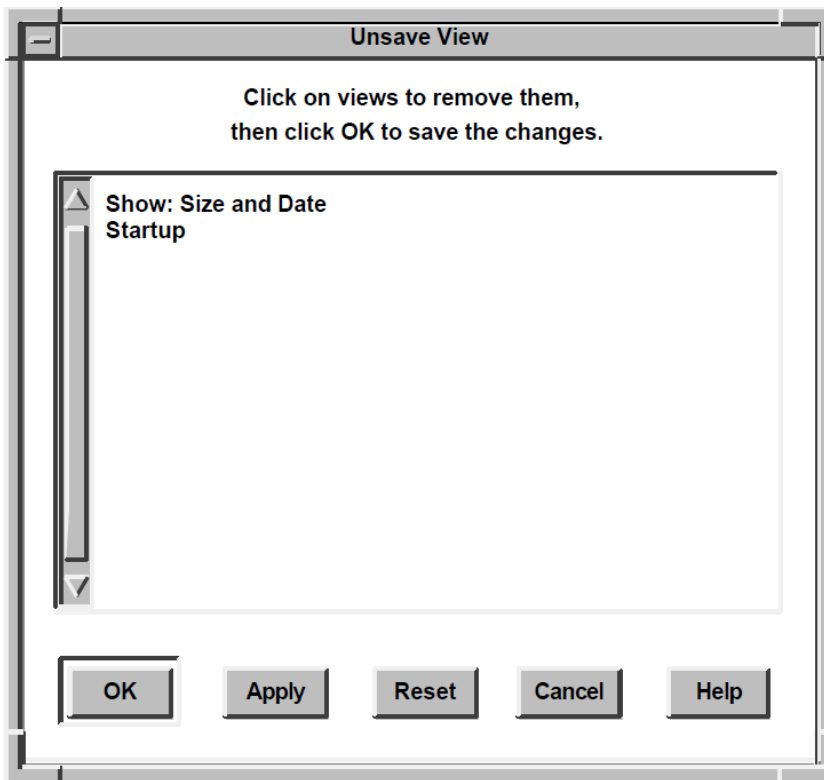 Unsave View
Click on views to remove them,
then click OK to save the changes.
Show: Size and Date
Startup
OK Apply Reset Cancel Help